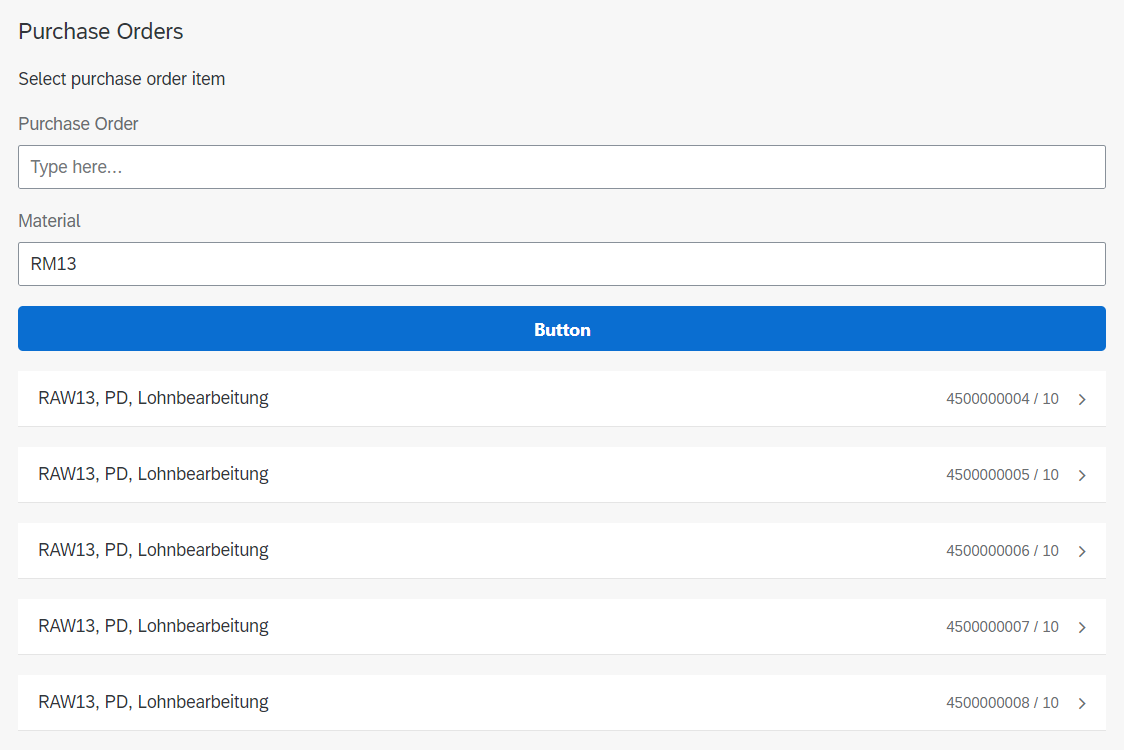 Purchase Orders
Select purchase order item
Purchase Order
Type here...
Material
RM13
Button
RAW13, PD, Lohnbearbeitung 4500000004 / 10
RAW13, PD, Lohnbearbeitung 4500000005 / 10
RAW13, PD, Lohnbearbeitung 4500000006 / 10
RAW13, PD, Lohnbearbeitung 4500000007 / 10
RAW13, PD, Lohnbearbeitung 4500000008 / 10